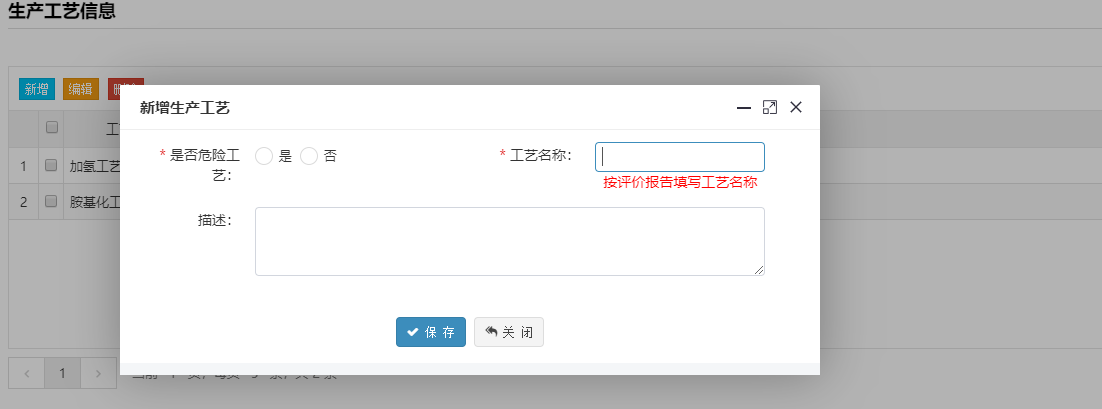 生产工艺信息
新增 编辑
新增生产工艺
* 是否危险工艺： 是 否 * 工艺名称：
按评价报告填写工艺名称
1 加氢工艺
2 胺基化工
描述：
保 存 关 闭
1